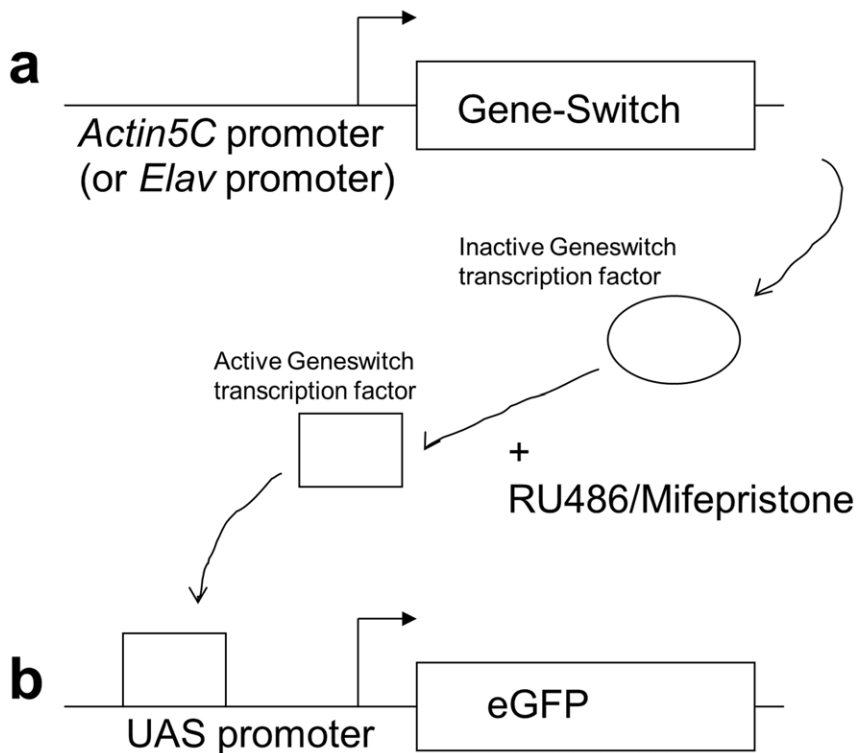 a
Gene-Switch
Actin5C promoter
(or Elav promoter)
Inactive Geneswitch
transcription factor
Active Geneswitch
transcription factor
+
RU486/Mifepristone
b
eGFP
UAS promoter